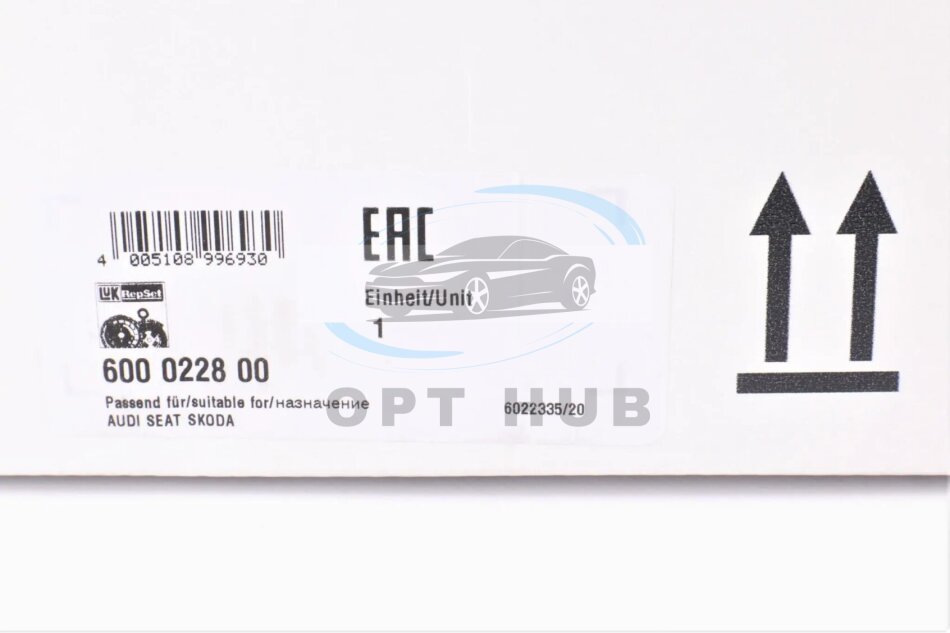 EAC
4 005108 996930
LUK RepSet
Einheit/Unit
1
600 0228 00
Passend für/suitable for/назначение
AUDI SEAT SKODA
6022335/20
OPT HUB